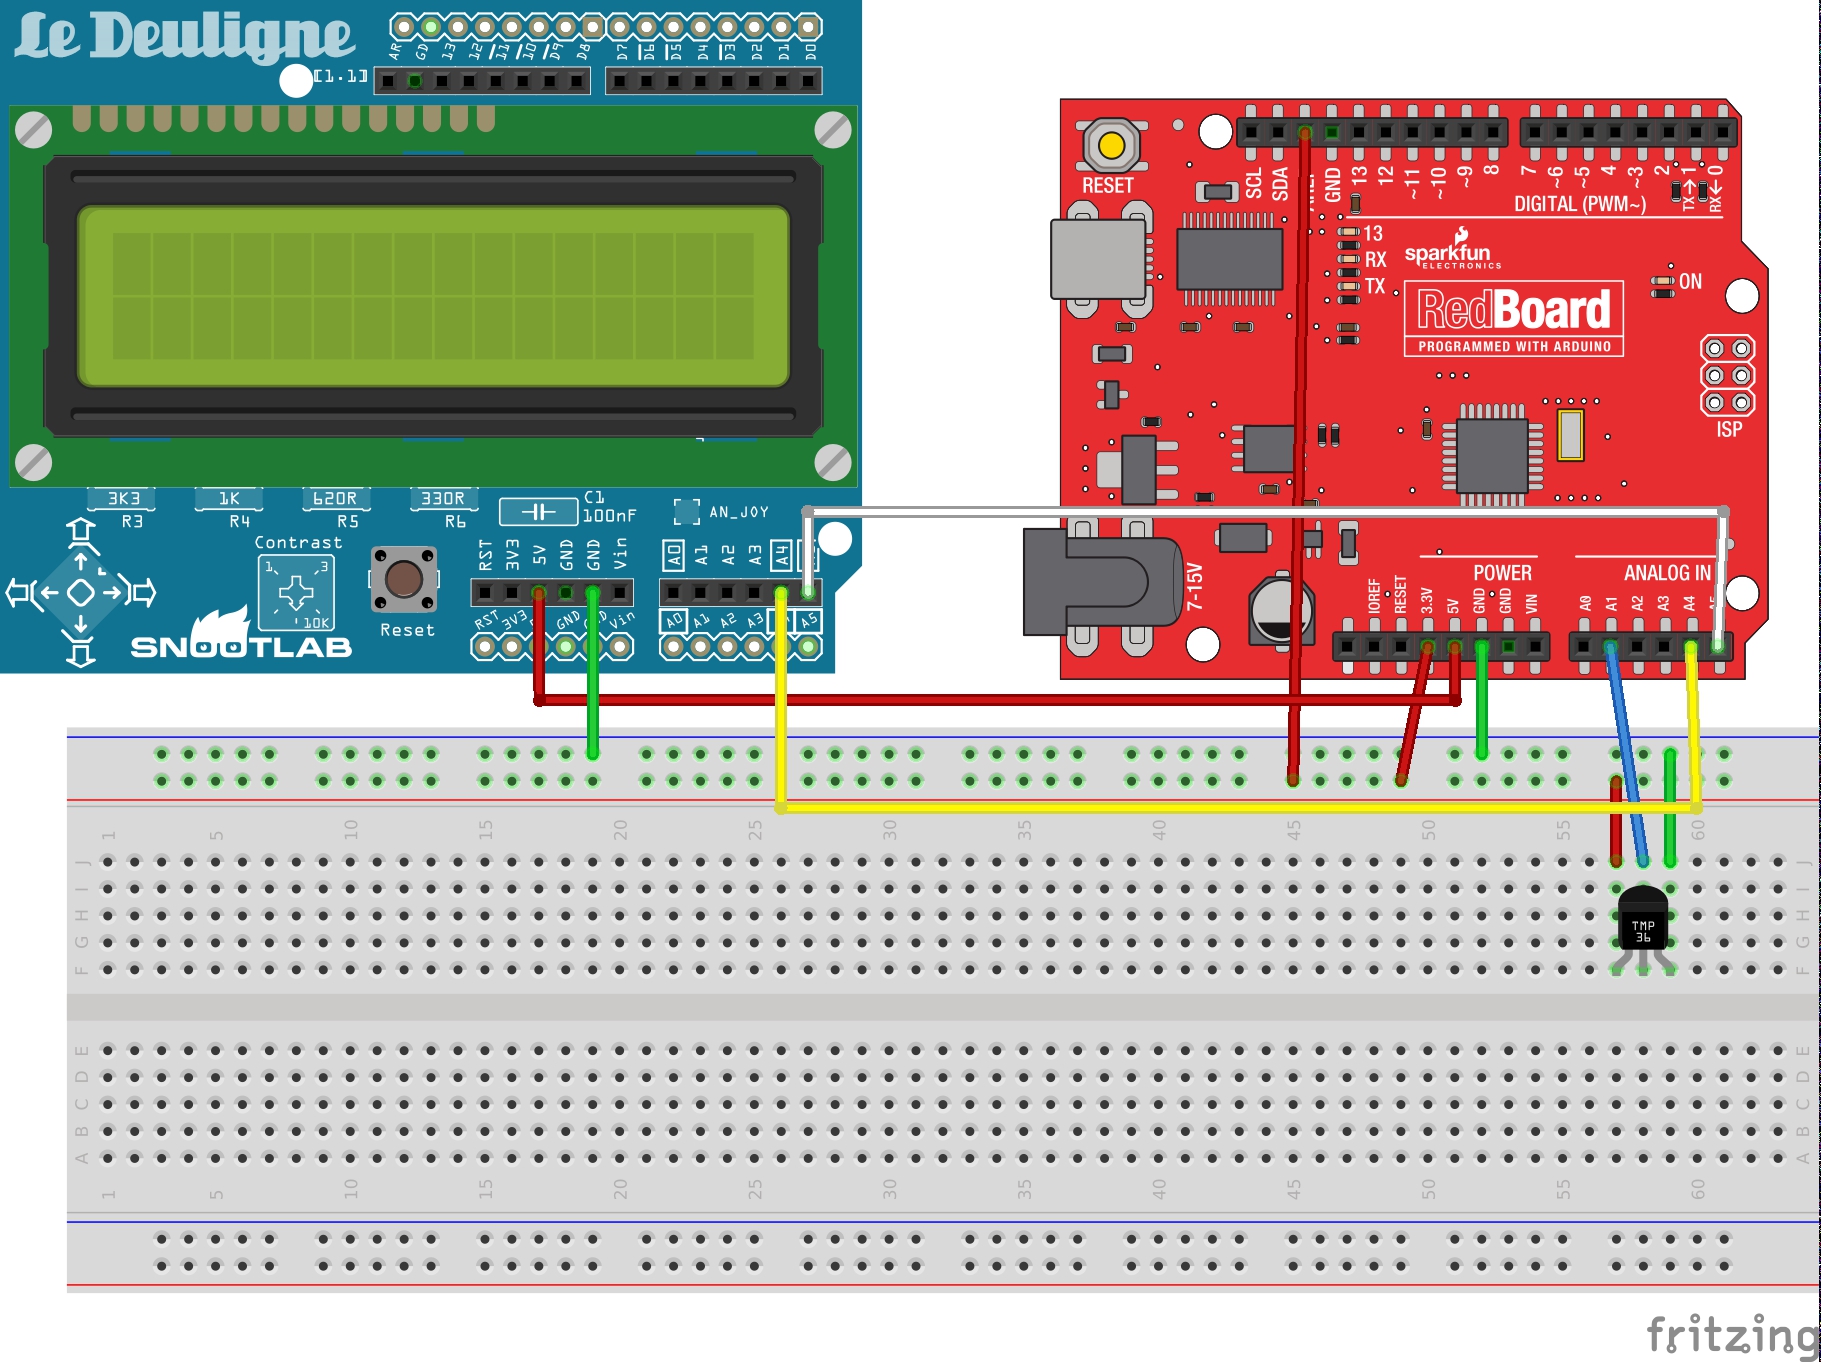 Le Deuligne
AR GD 13 12 11 10 D9 D8 D7 D6 D5 D4 D3 D2 D1 D0
[1.1]
3K3 1K 620R 330R
R3 R4 R5 R6
C1
100nF
AN_JOY
Contrast
1 3
10K
Reset
RST 3V3 5V GND GND Vin A0 A1 A2 A3 A4
RST 3V3 GND Vin A0 A1 A2 A3 A5
SNOOTLAB
RESET
SCL SDA GND 13 12 ~11 ~10 ~9 8 7 ~6 ~5 4 ~3 2 1 0
TX→ RX←
DIGITAL (PWM~)
13
RX
TX
sparkfun
ELECTRONICS
ON
RedBoard
PROGRAMMED WITH ARDUINO
ISP
7-15V
POWER ANALOG IN
IOREF RESET 3.3V 5V GND GND VIN A0 A1 A2 A3 A4
1 5 10 15 20 25 30 35 40 45 50 55 60
J J
I I
H H
G G
F F
TMP
36
E E
D D
C C
B B
A A
1 5 10 15 20 25 30 35 40 45 50 55 60
fritzing